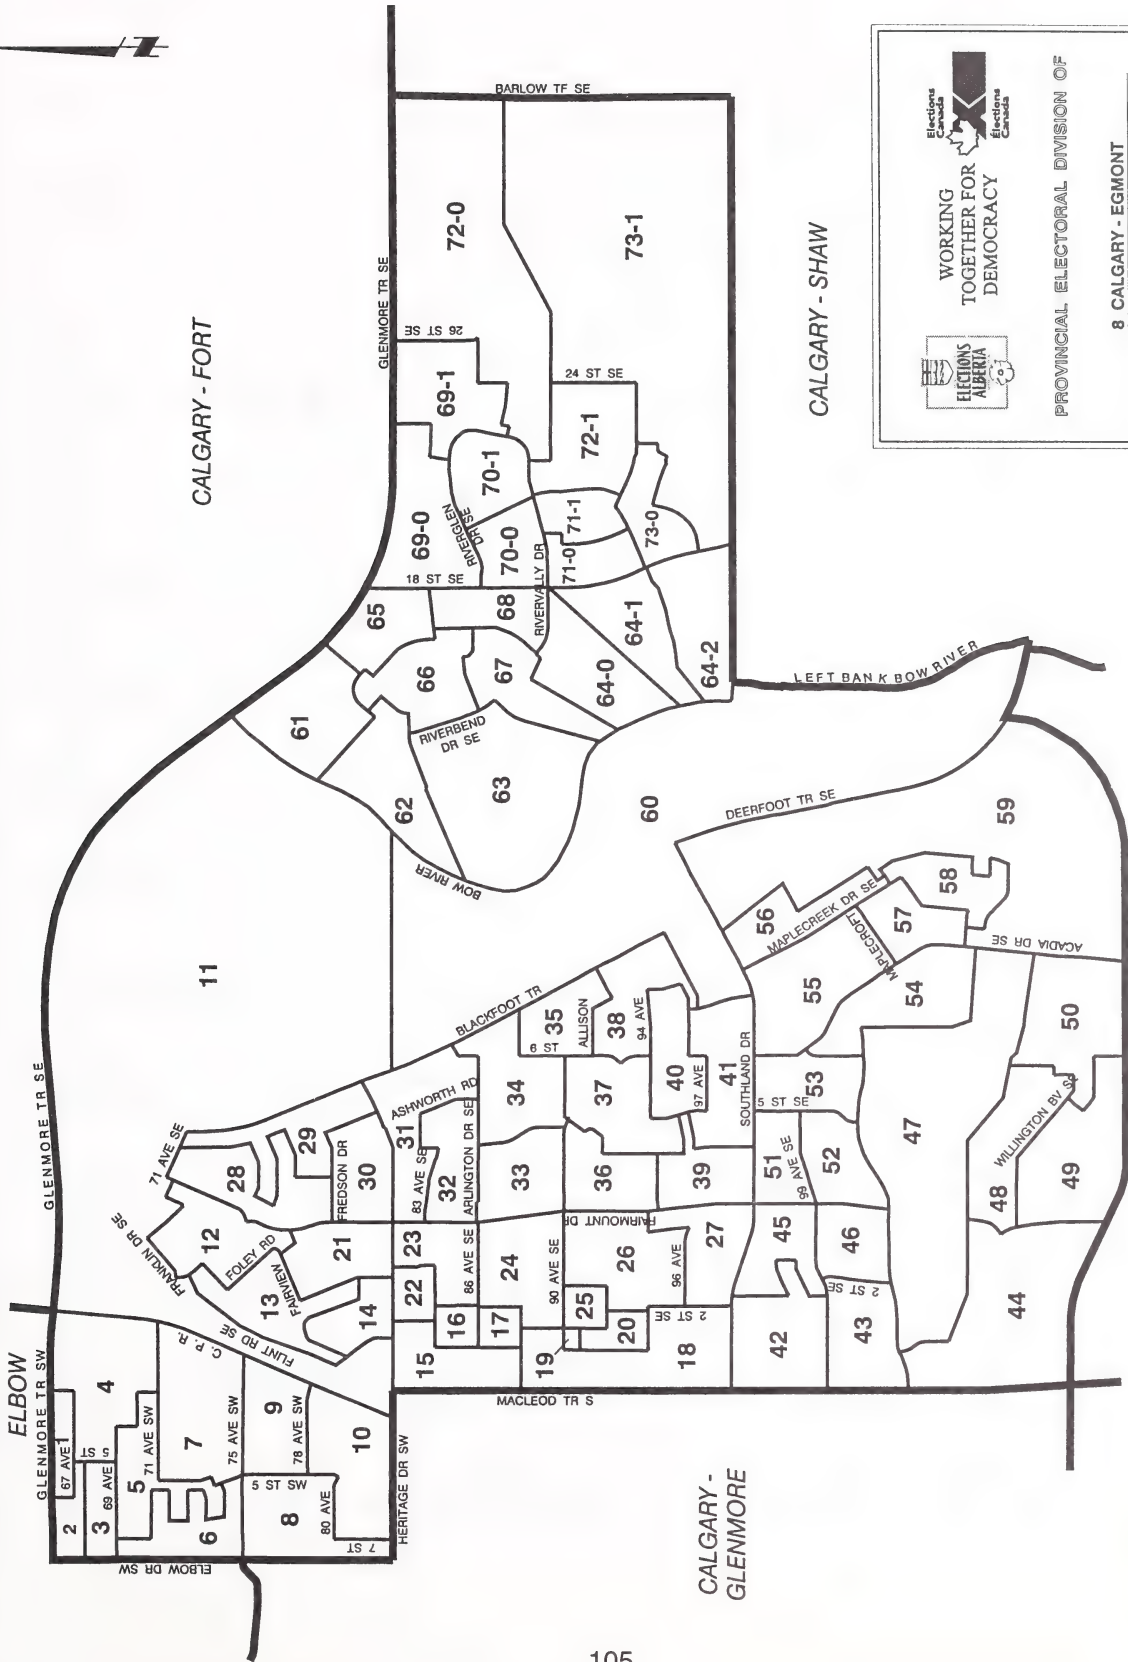 ELBOW
CALGARY - FORT
CALGARY - SHAW
CALGARY -
GLENMORE
GLENMORE TR SW
GLENMORE TR SE
GLENMORE TR SE
BARLOW TF SE
ELBOW DR SW
HERITAGE DR SW
MACLEOD TR S
LEFT BANK BOW RIVER
BOW RIVER
DEERFOOT TR SE
BLACKFOOT TR
C. P. R.
FLINT RD SE
FRANKLIN DR SE
71 AVE SE
FOLEY RD
FAIRVIEW
FREDSON DR
ASHWORTH RD
83 AVE SE
ARLINGTON DR SE
86 AVE SE
90 AVE SE
FAIRMOUNT DR
96 AVE
2 ST SE
2 ST SE
6 ST
ALLISON
94 AVE
97 AVE
SOUTHLAND DR
5 ST SE
99 AVE SE
WILLINGTON BV SE
MAPLECREEK DR SE
MAPLECROFT
ACADIA DR SE
RIVERBEND
DR SE
RIVERGLEN
DR SE
RIVERVALLY DR
18 ST SE
26 ST SE
24 ST SE
67 AVE
5 ST
69 AVE
71 AVE SW
75 AVE SW
78 AVE SW
5 ST SW
80 AVE
7 ST
1
2
3
4
5
6
7
8
9
10
11
12
13
14
15
16
17
18
19
20
21
22
23
24
25
26
27
28
29
30
31
32
33
34
35
36
37
38
39
40
41
42
43
44
45
46
47
48
49
50
51
52
53
54
55
56
57
58
59
60
61
62
63
64-0
64-1
64-2
65
66
67
68
69-0
69-1
70-0
70-1
71-0
71-1
72-0
72-1
73-0
73-1
ELECTIONS
ALBERTA
WORKING
TOGETHER FOR
DEMOCRACY
Elections
Canada
Élections
Canada
PROVINCIAL ELECTORAL DIVISION OF
8 CALGARY - EGMONT
105